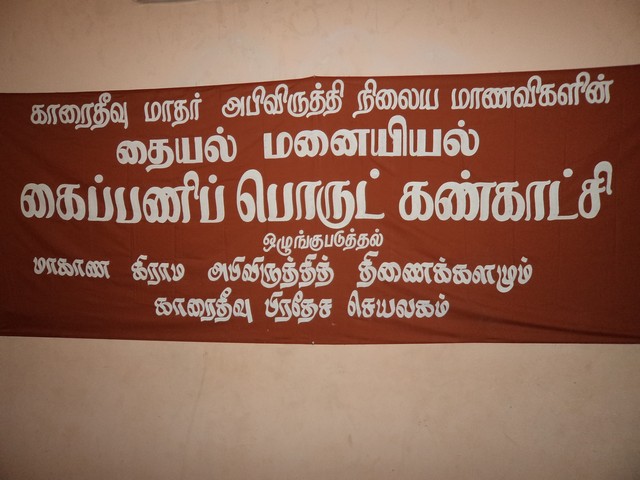 காரைதீவு மாதர் அபிவிருத்தி நிலைய மாணவிகளின்
தையல் மனையியல்
கைப்பணிப் பொருட் கண்காட்சி
ஒழுங்குபடுத்தல்
மாகாண கிராம அபிவிருத்தித் திணைக்களமும்
காரைதீவு பிரதேச செயலகம்